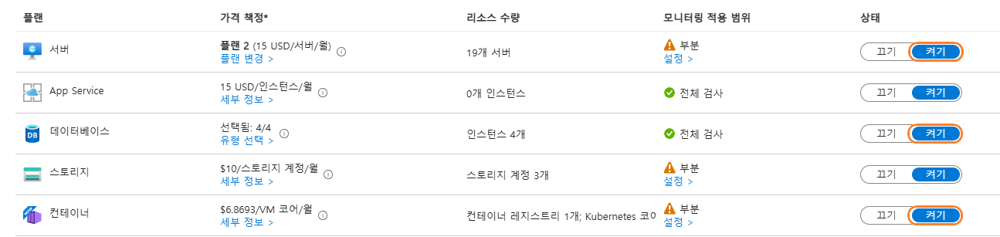 플랜 가격 책정* 리소스 수량 모니터링 적용 범위 상태
서버 플랜 2 (15 USD/서버/월) 19개 서버 부분 끄기 켜기
플랜 변경 > 설정 >
App Service 15 USD/인스턴스/월 0개 인스턴스 전체 검사 끄기 켜기
세부 정보 >
데이터베이스 선택됨: 4/4 인스턴스 4개 전체 검사 끄기 켜기
DB 유형 선택 >
스토리지 $10/스토리지 계정/월 스토리지 계정 3개 부분 끄기 켜기
세부 정보 > 설정 >
NEW 컨테이너 $6.8693/VM 코어/월 컨테이너 레지스트리 1개; Kubernetes 코어 부분 끄기 켜기
세부 정보 > 설정 >